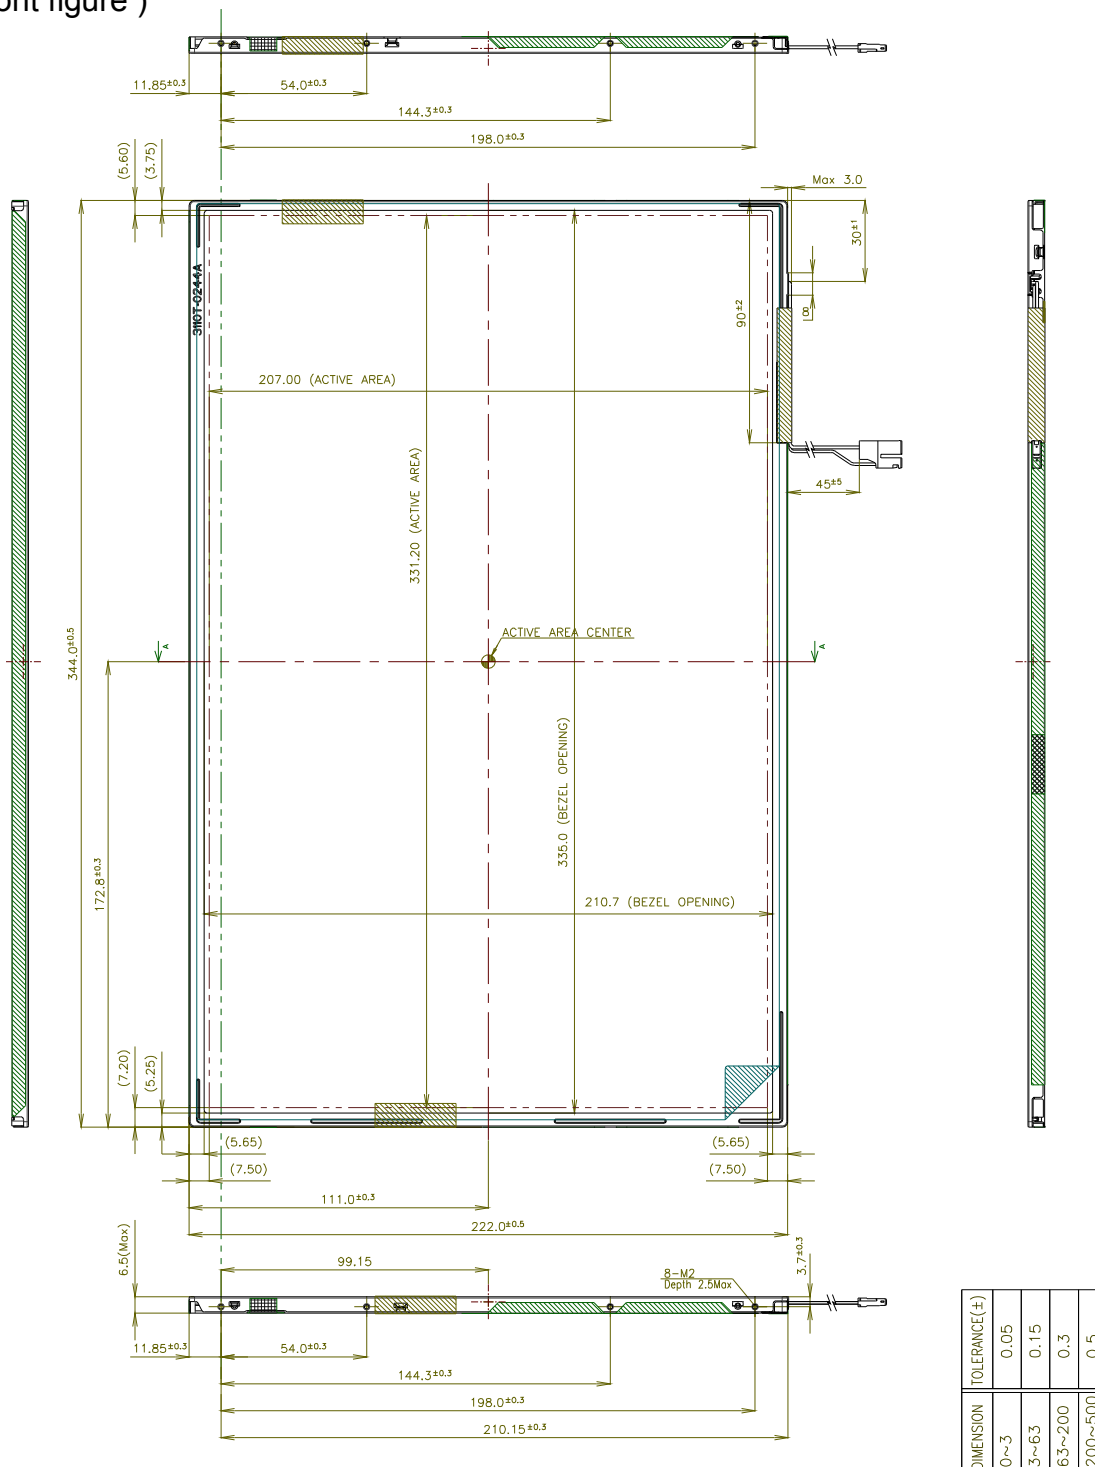 ont figure )
11.85±0.3
54.0±0.3
144.3±0.3
198.0±0.3
(5.60)
(3.75)
Max 3.0
30±1
8
90±2
3110T-0244A
207.00 (ACTIVE AREA)
331.20 (ACTIVE AREA)
45±5
ACTIVE AREA CENTER
A
A
344.0±0.5
172.8±0.3
335.0 (BEZEL OPENING)
210.7 (BEZEL OPENING)
(7.20)
(5.25)
(5.65)
(7.50)
(5.65)
(7.50)
111.0±0.3
222.0±0.5
6.5(Max)
99.15
8-M2
Depth 2.5Max
3.7±0.3
11.85±0.3
54.0±0.3
144.3±0.3
198.0±0.3
210.15±0.3
DIMENSION TOLERANCE(±)
0~3 0.05
3~63 0.15
63~200 0.3
200~500 0.5